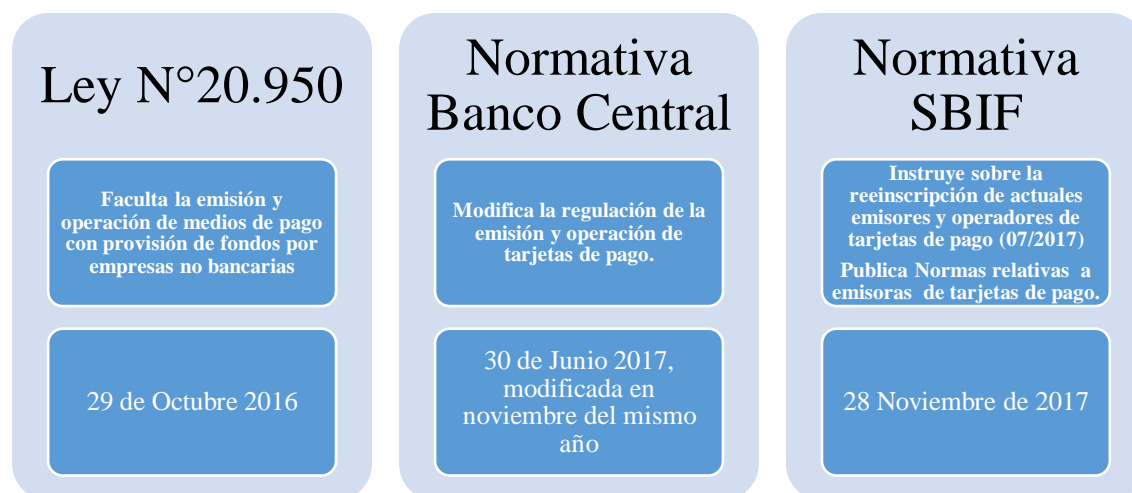 Ley N°20.950
Faculta la emisión y
operación de medios de pago
con provisión de fondos por
empresas no bancarias
29 de Octubre 2016
Normativa
Banco Central
Modifica la regulación de la
emisión y operación de
tarjetas de pago.
30 de Junio 2017,
modificada en
noviembre del mismo
año
Normativa
SBIF
Instruye sobre la
reeinscripción de actuales
emisores y operadores de
tarjetas de pago (07/2017)
Publica Normas relativas a
emisoras de tarjetas de pago.
28 Noviembre de 2017